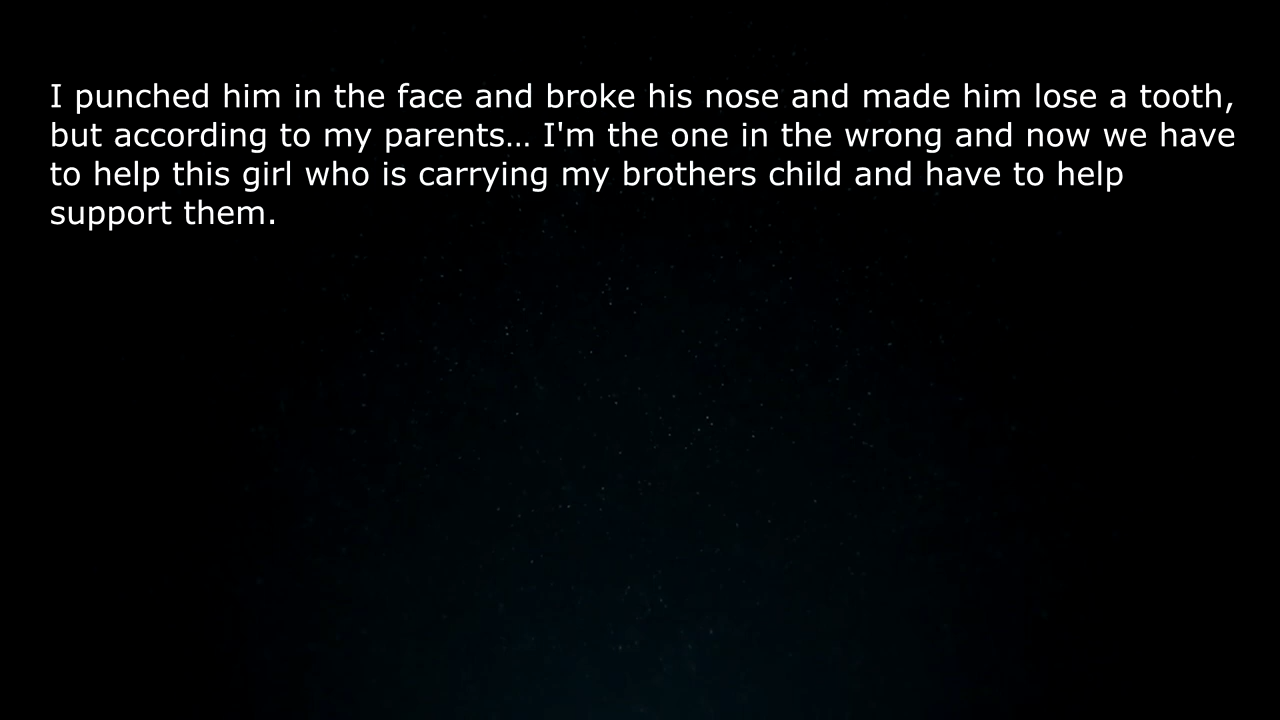 I punched him in the face and broke his nose and made him lose a tooth,
but according to my parents… I'm the one in the wrong and now we have
to help this girl who is carrying my brothers child and have to help
support them.